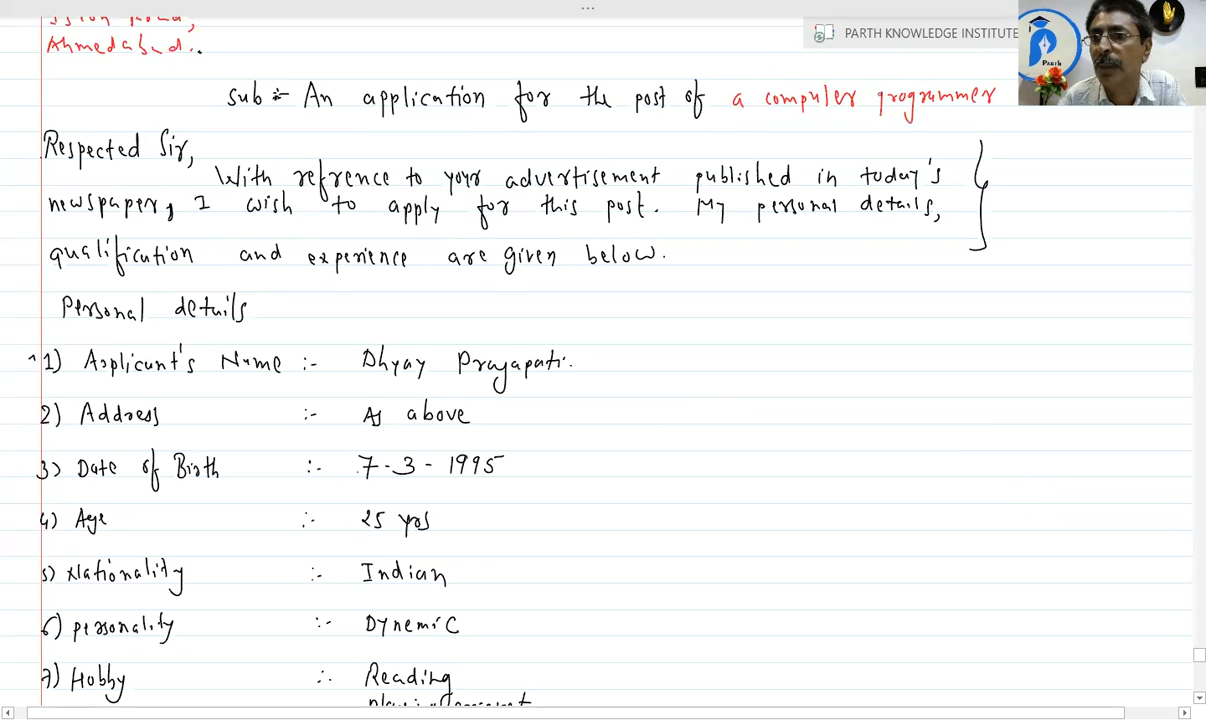 Ahmedabad.
PARTH KNOWLEDGE INSTITUTE
Parth
Sub :- An application for the post of a computer programmer
Respected Sir,
With refrence to your advertisement published in today's
newspaper, I wish to apply for this post. My personal details,
qualification and experience are given below.
Personal details
1) Applicant's Name :- Dhyay Prajapati.
2) Address :- As above
3) Date of Birth :- 7-3-1995
4) Age :- 25 yrs
5) Nationality :- Indian
6) personality :- Dynemic
7) Hobby :- Reading